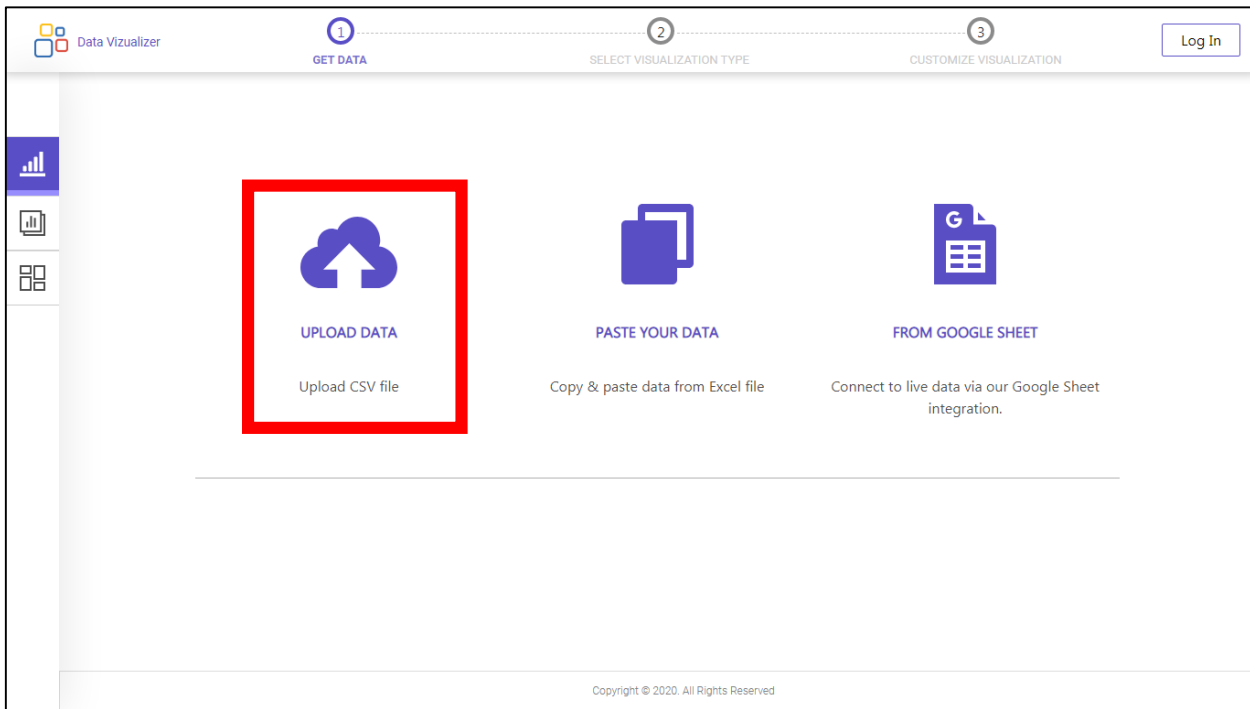 Data Vizualizer
1
2
3
Log In
GET DATA
SELECT VISUALIZATION TYPE
CUSTOMIZE VISUALIZATION
G
UPLOAD DATA
PASTE YOUR DATA
FROM GOOGLE SHEET
Upload CSV file
Copy & paste data from Excel file
Connect to live data via our Google Sheet
integration.
Copyright © 2020. All Rights Reserved